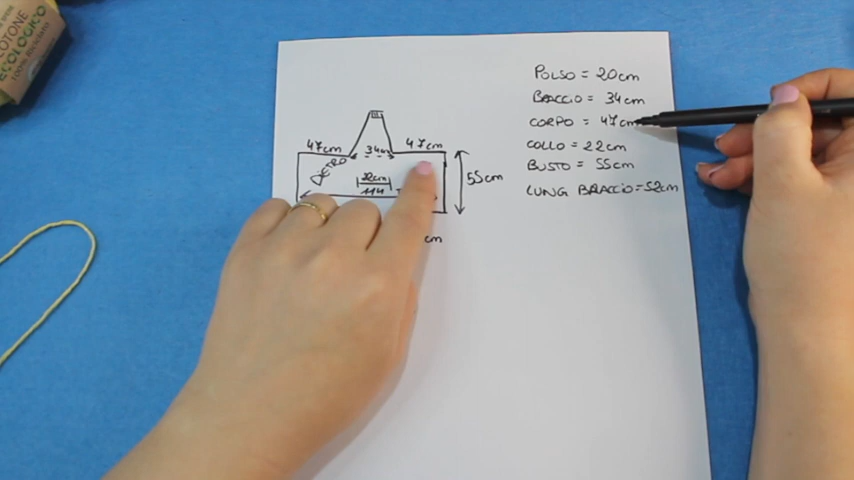 COTONE
ECOLOGICO
POLSO = 20cm
BRACCIO = 34cm
CORPO = 47cm
COLLO = 22cm
BUSTO = 55cm
LUNG BRACCIO = 52cm
47cm
34cm
47cm
22cm
114
55cm
cm